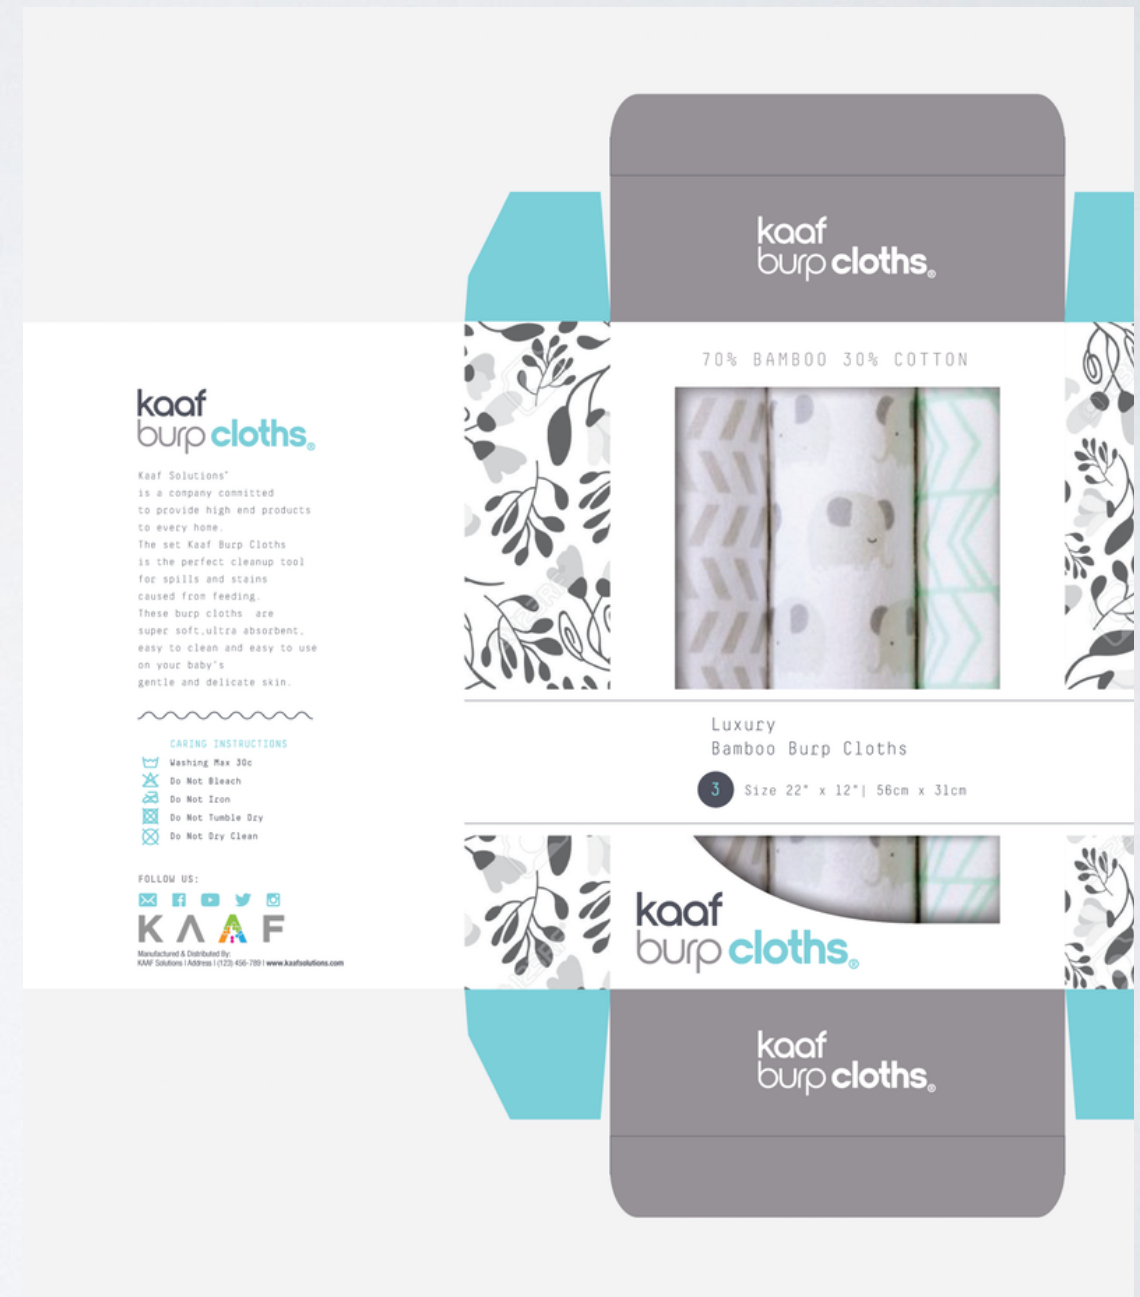 kaaf
burp cloths®
70% BAMBOO 30% COTTON
kaaf
burp cloths®
Kaaf Solutions™
is a company committed
to provide high end products
to every home.
The set Kaaf Burp Cloths
is the perfect cleanup tool
for spills and stains
caused from feeding.
These burp cloths are
super soft,ultra absorbent,
easy to clean and easy to use
on your baby's
gentle and delicate skin.
CARING INSTRUCTIONS
Washing Max 30c
Do Not Bleach
Do Not Iron
Do Not Tumble Dry
Do Not Dry Clean
FOLLOW US:
KAAF
Manufactured & Distributed By:
KAAF Solutions | Address | (123) 456-789 | www.kaafsolutions.com
Luxury
Bamboo Burp Cloths
3 Size 22" x 12"| 56cm x 31cm
kaaf
burp cloths®
kaaf
burp cloths®